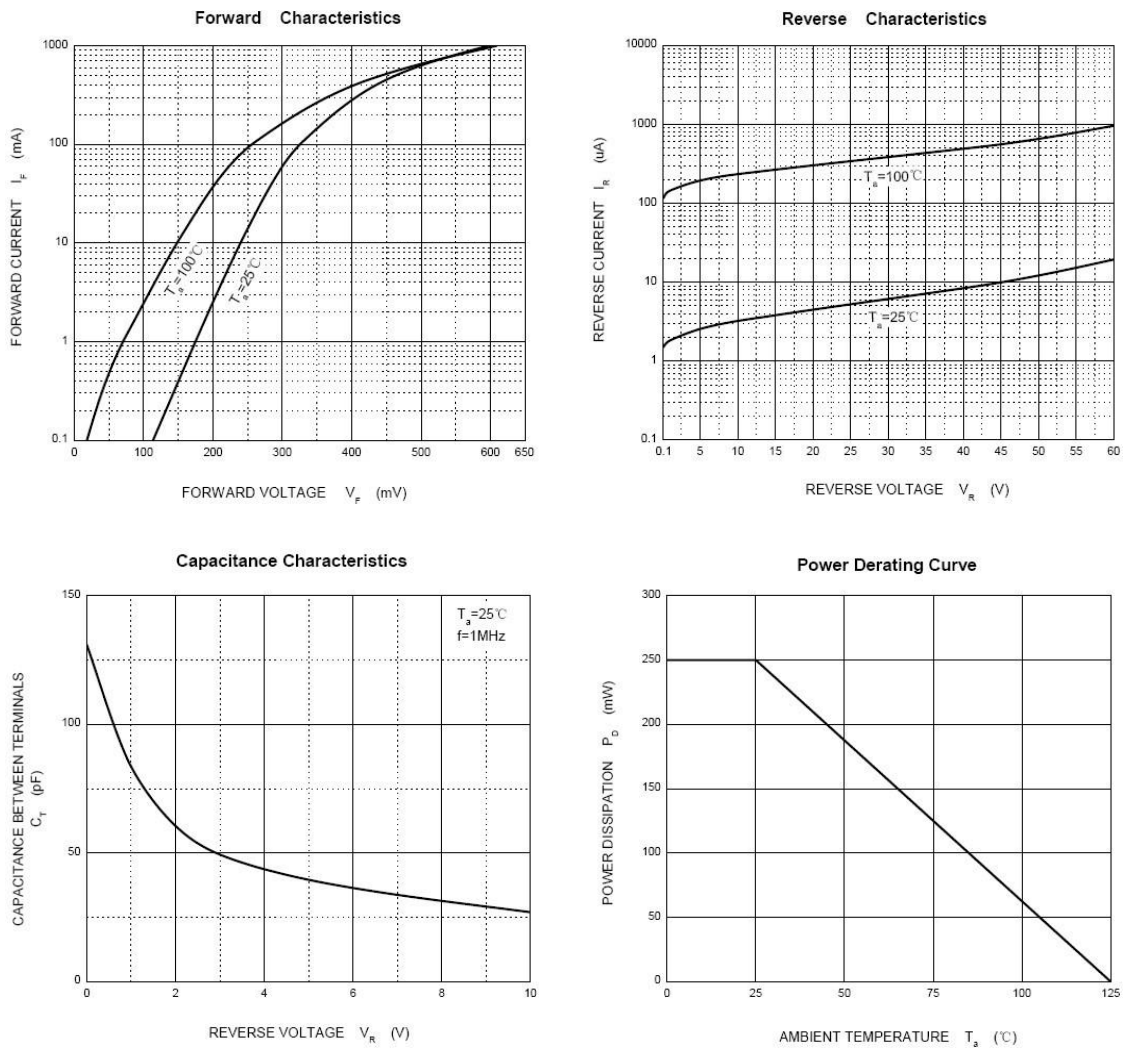 Forward Characteristics
1000
100
10
1
0.1
0
100
200
300
400
500
600
650
FORWARD CURRENT I_F (mA)
T_a=100℃
T_a=25℃
FORWARD VOLTAGE V_F (mV)
Reverse Characteristics
10000
1000
100
10
1
0.1
0.1
5
10
15
20
25
30
35
40
45
50
55
60
REVERSE CURRENT I_R (uA)
T_a=100℃
T_a=25℃
REVERSE VOLTAGE V_R (V)
Capacitance Characteristics
150
100
50
0
0
2
4
6
8
10
CAPACITANCE BETWEEN TERMINALS
C_T (pF)
T_a=25℃
f=1MHz
REVERSE VOLTAGE V_R (V)
Power Derating Curve
300
250
200
150
100
50
0
0
25
50
75
100
125
POWER DISSIPATION P_D (mW)
AMBIENT TEMPERATURE T_a (℃)